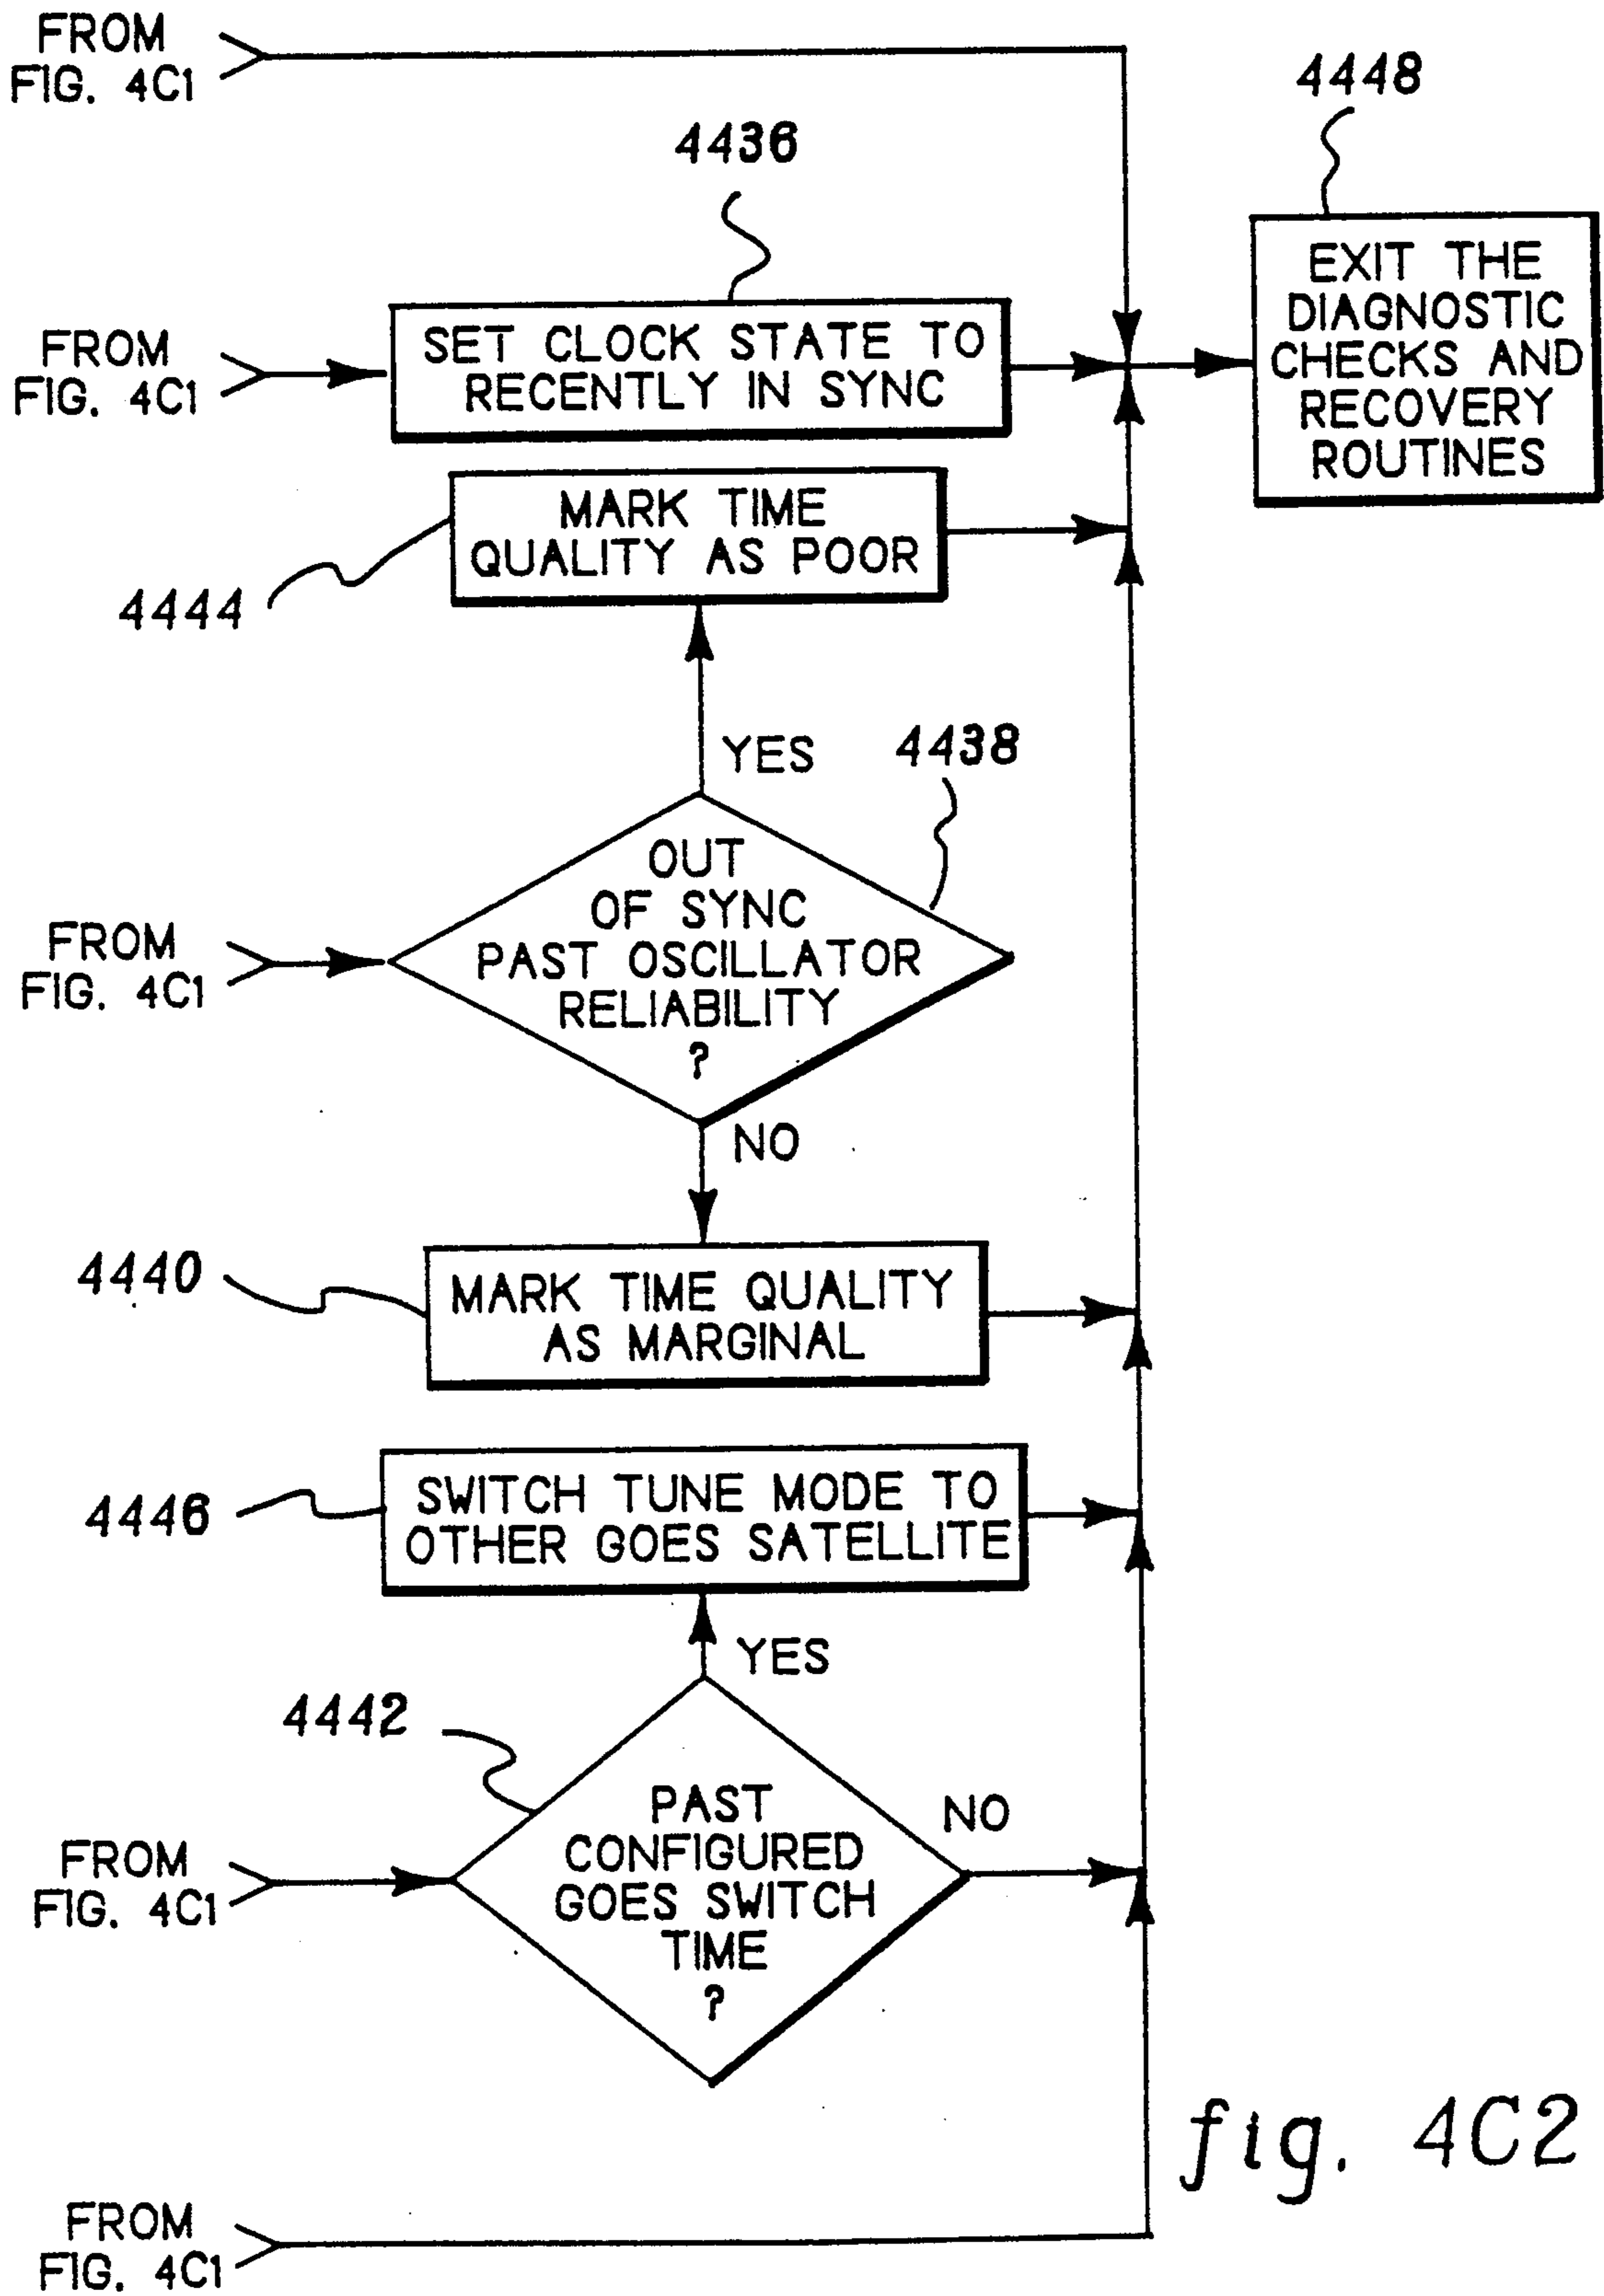 FROM
FIG. 4C1
4448
4436
EXIT THE
DIAGNOSTIC
CHECKS AND
RECOVERY
ROUTINES
FROM
FIG. 4C1
SET CLOCK STATE TO
RECENTLY IN SYNC
MARK TIME
QUALITY AS POOR
4444
YES
4438
OUT
OF SYNC
PAST OSCILLATOR
RELIABILITY
?
FROM
FIG. 4C1
NO
4440
MARK TIME QUALITY
AS MARGINAL
4446
SWITCH TUNE MODE TO
OTHER GOES SATELLITE
YES
4442
PAST
CONFIGURED
GOES SWITCH
TIME
?
NO
FROM
FIG. 4C1
fig. 4C2
FROM
FIG. 4C1